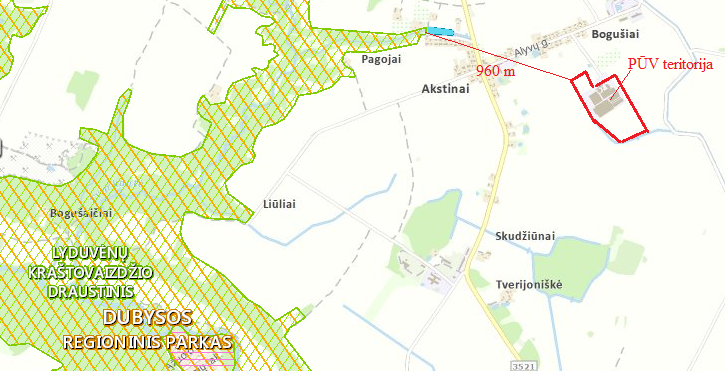 Bogušiai
Alyvų g.
Pagojai
PŪV teritorija
960 m
Akstinai
Bogušaičiai
Liūliai
Skudžiūnai
LYDUVĖNŲ
KRAŠTOVAIZDŽIO
DRAUSTINIS
Tverijoniškė
DUBYSOS
REGIONINIS PARKAS
3521